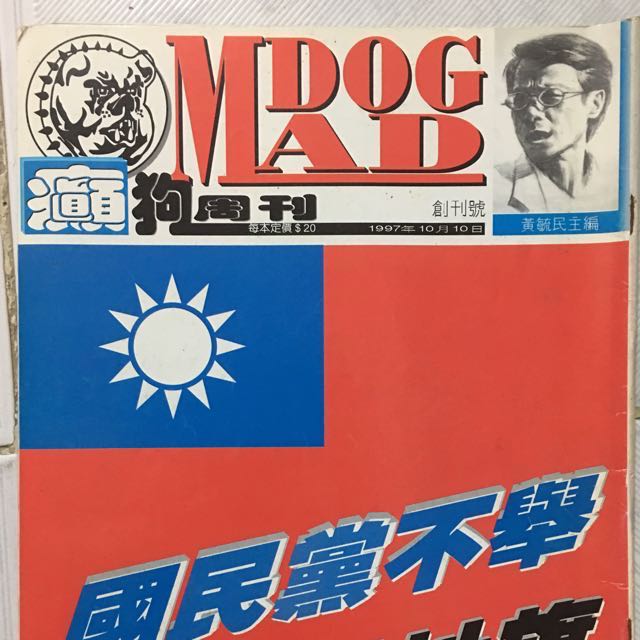 MAD DOG
癲狗周刊
每本定價$20
創刊號
1997年10月10日
黃毓民主編
國民黨不舉